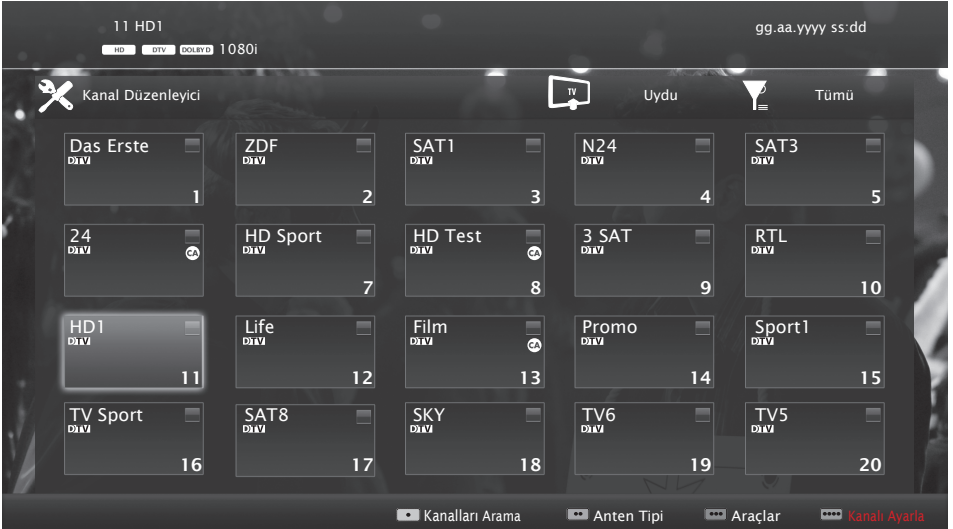 11 HD1
gg.aa.yyyy ss:dd
HD DTV DOLBY D 1080i
Kanal Düzenleyici
TV
Uydu
Tümü
Das Erste
DTV
1
ZDF
DTV
2
SAT1
DTV
3
N24
DTV
4
SAT3
DTV
5
24
DTV
CA
HD Sport
DTV
7
HD Test
DTV
CA
8
3 SAT
DTV
9
RTL
DTV
10
HD1
DTV
11
Life
DTV
12
Film
DTV
CA
13
Promo
DTV
14
Sport1
DTV
15
TV Sport
DTV
16
SAT8
DTV
17
SKY
DTV
18
TV6
DTV
19
TV5
DTV
20
Kanalları Arama
Anten Tipi
Araçlar
Kanalı Ayarla